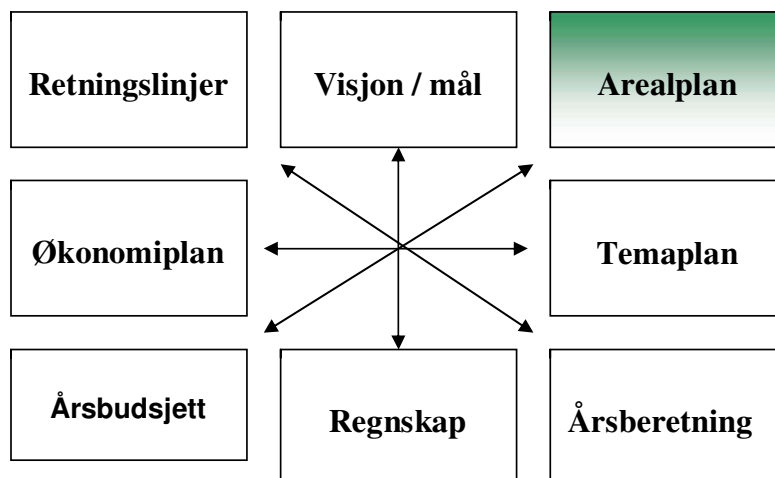 Retningslinjer
Visjon / mål
Arealplan
Økonomiplan
Temaplan
Årsbudsjett
Regnskap
Årsberetning